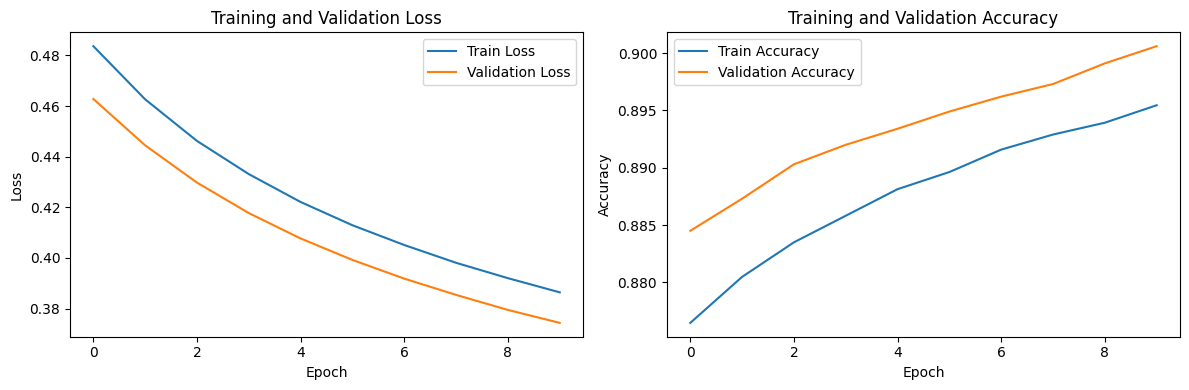 Training and Validation Loss
0.48
0.46
0.44
0.42
0.40
0.38
Loss
Train Loss
Validation Loss
0 2 4 6 8
Epoch
Training and Validation Accuracy
0.900
0.895
0.890
0.885
0.880
Accuracy
Train Accuracy
Validation Accuracy
0 2 4 6 8
Epoch